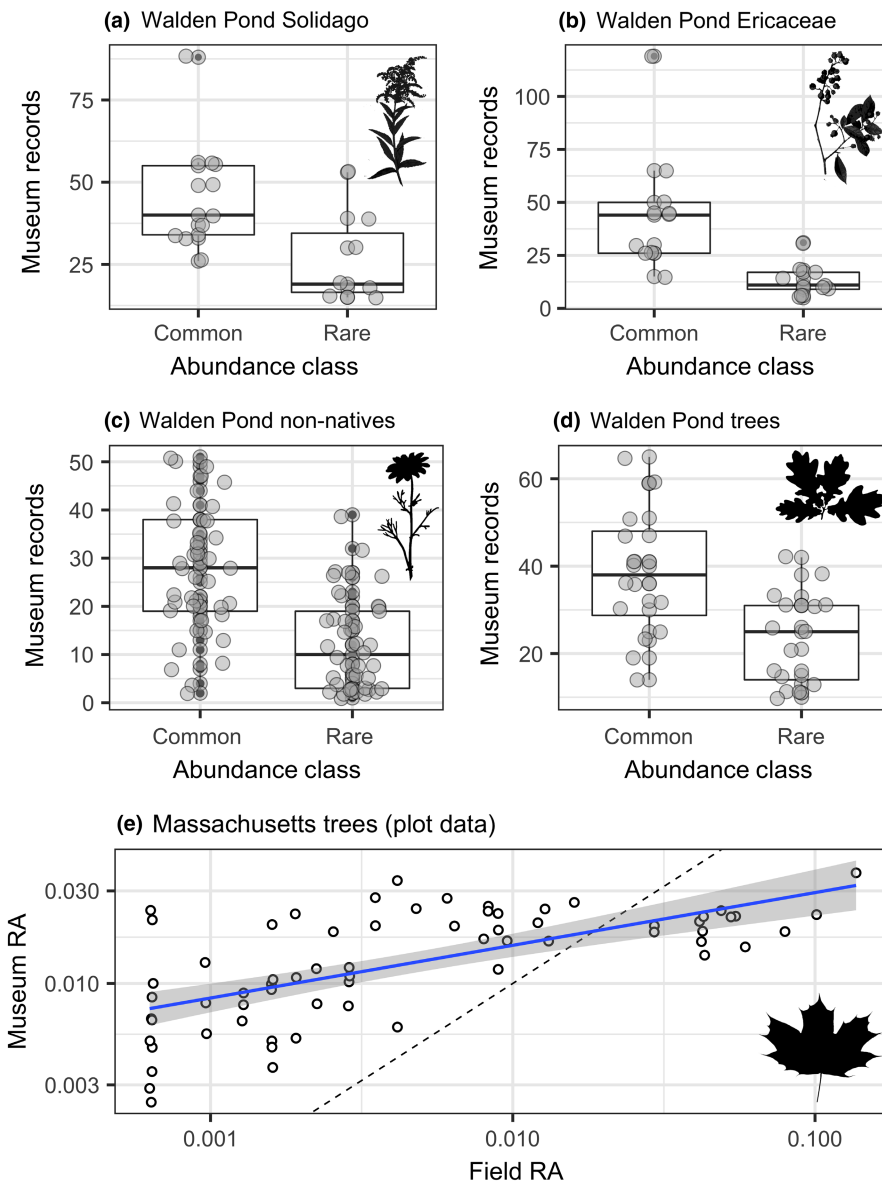 (a) Walden Pond Solidago
(b) Walden Pond Ericaceae
Museum records
75
50
25
Common
Rare
Abundance class
Museum records
100
75
50
25
0
Common
Rare
Abundance class
(c) Walden Pond non-natives
(d) Walden Pond trees
Museum records
50
40
30
20
10
0
Common
Rare
Abundance class
Museum records
60
40
20
Common
Rare
Abundance class
(e) Massachusetts trees (plot data)
Museum RA
0.030
0.010
0.003
0.001
0.010
0.100
Field RA